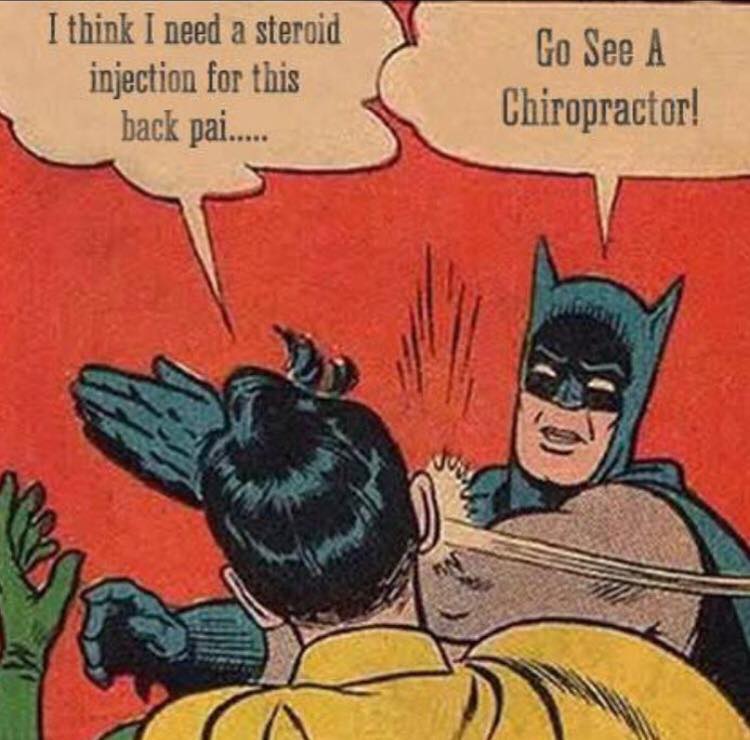 I think I need a steroid
injection for this
back pai.....
Go See A
Chiropractor!